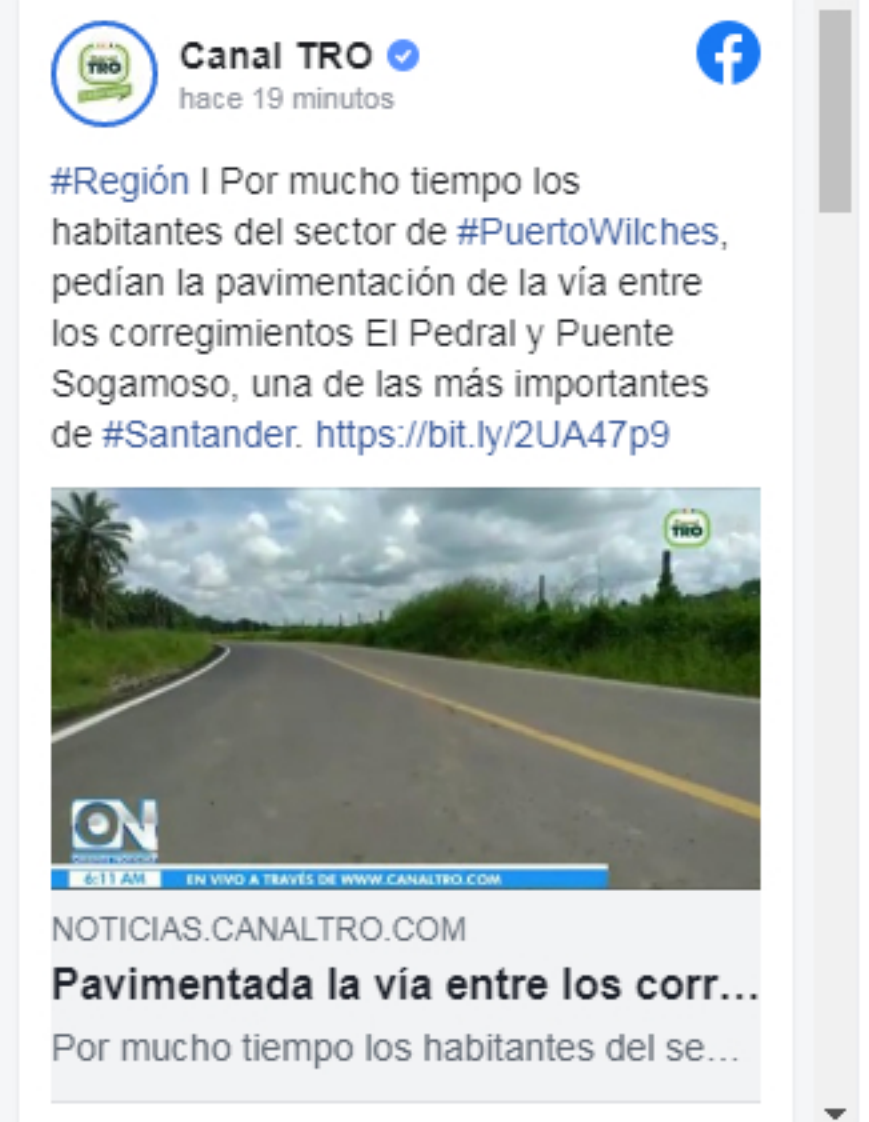 Canal TRO
hace 19 minutos
#Región I Por mucho tiempo los
habitantes del sector de #PuertoWilches,
pedían la pavimentación de la vía entre
los corregimientos El Pedral y Puente
Sogamoso, una de las más importantes
de #Santander. https://bit.ly/2UA47p9
TRO
ON
6:11 AM EN VIVO A TRAVÉS DE WWW.CANALTRO.COM
NOTICIAS.CANALTRO.COM
Pavimentada la vía entre los corr...
Por mucho tiempo los habitantes del se...